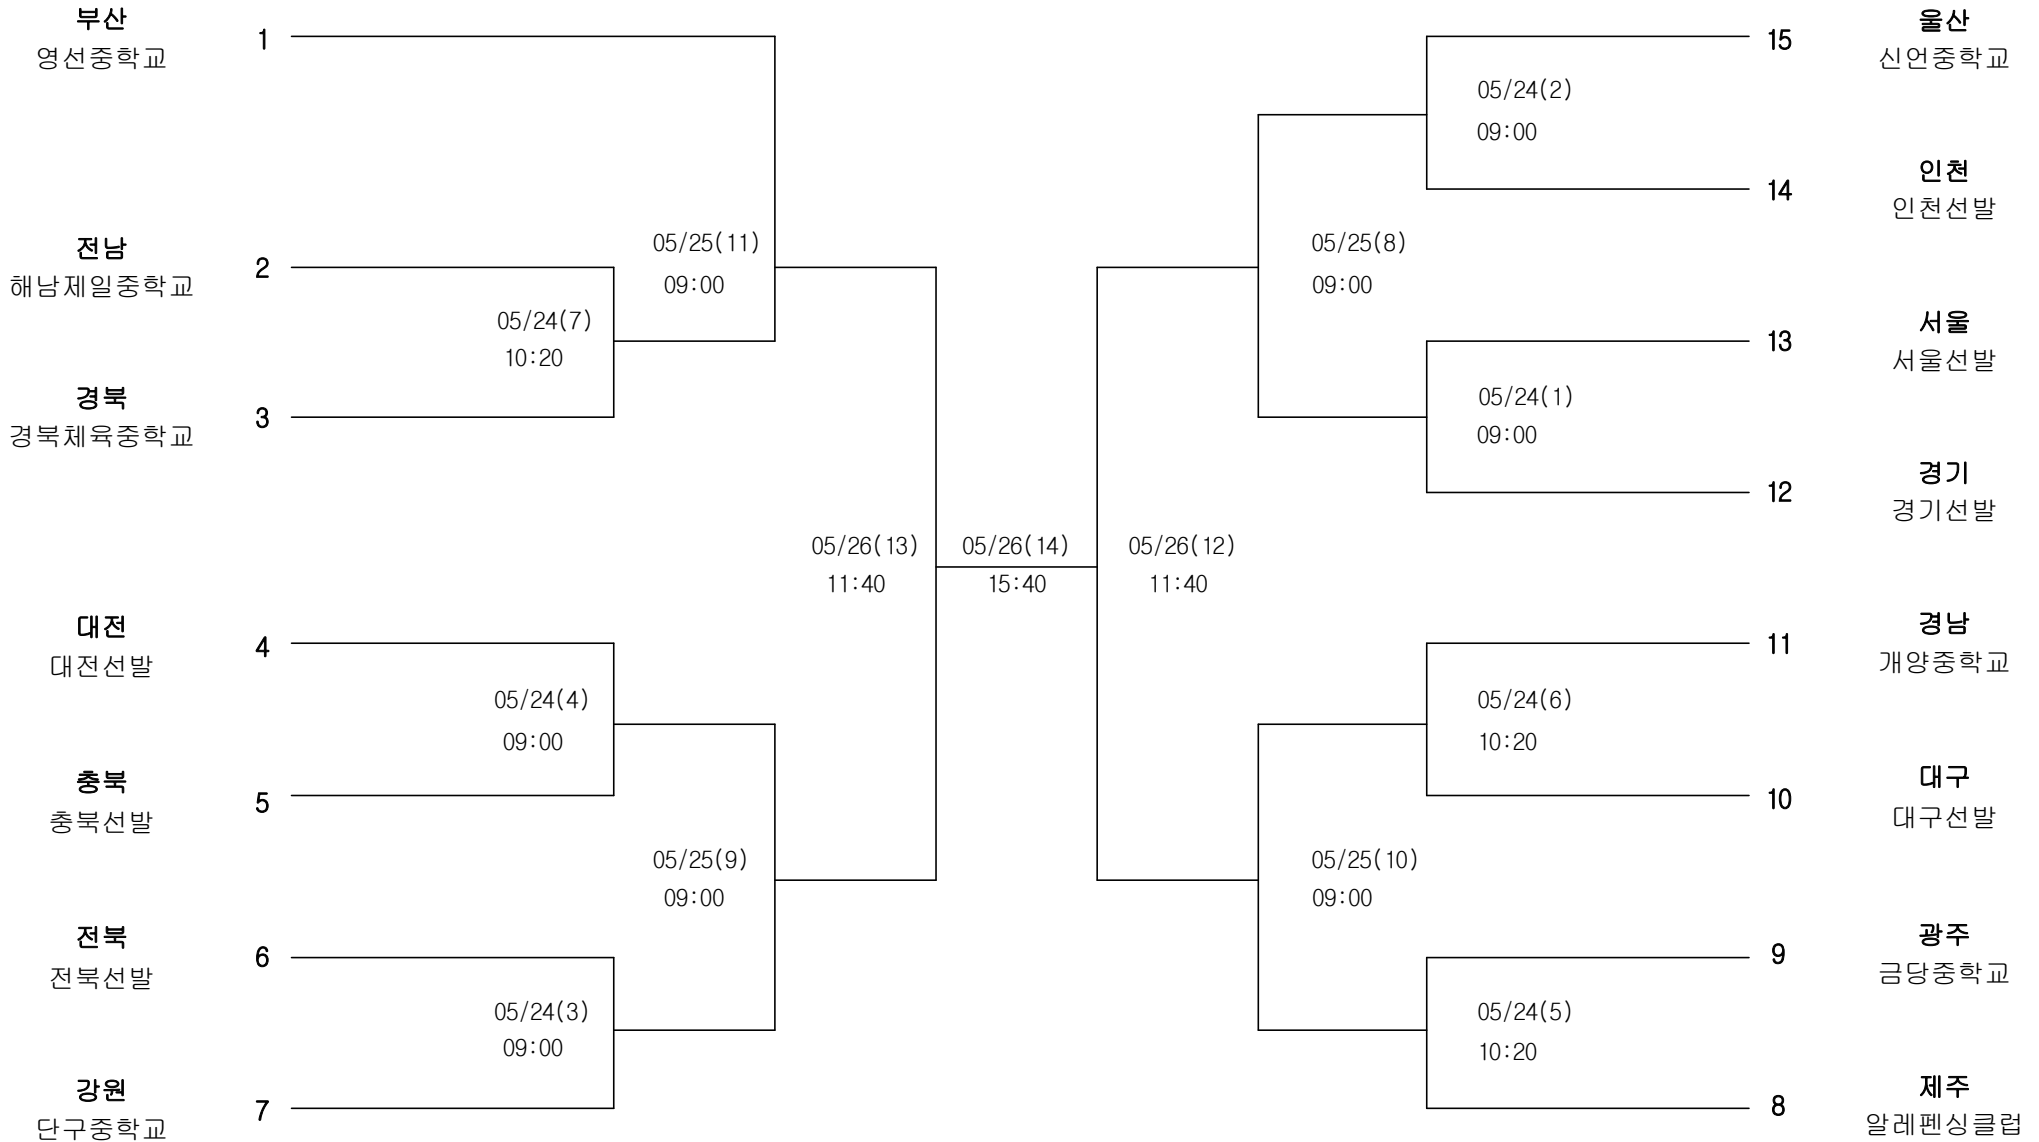 부산
영선중학교
1
전남
해남제일중학교
2
05/25(11)
09:00
05/24(7)
10:20
경북
경북체육중학교
3
05/26(13)
11:40
대전
대전선발
4
05/24(4)
09:00
충북
충북선발
5
05/25(9)
09:00
전북
전북선발
6
05/24(3)
09:00
강원
단구중학교
7
05/26(14)
15:40
15
울산
신언중학교
05/24(2)
09:00
14
인천
인천선발
05/25(8)
09:00
13
서울
서울선발
05/24(1)
09:00
12
경기
경기선발
05/26(12)
11:40
11
경남
개양중학교
05/24(6)
10:20
10
대구
대구선발
05/25(10)
09:00
9
광주
금당중학교
05/24(5)
10:20
8
제주
알레펜싱클럽